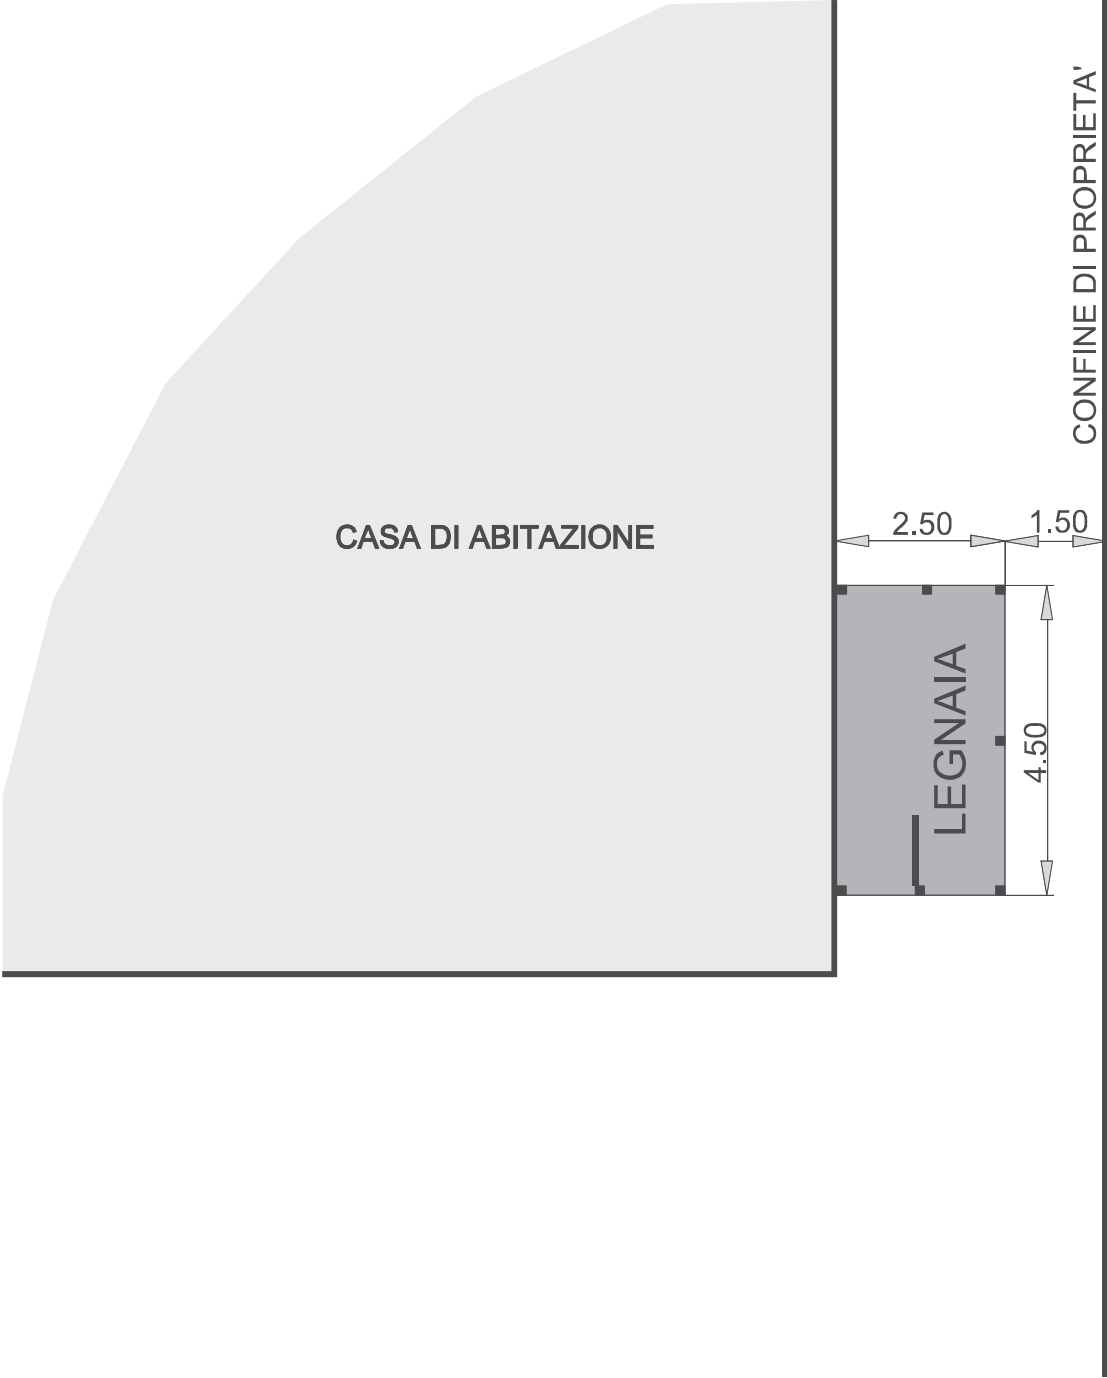 CONFINE DI PROPRIETA'
2.50
1.50
CASA DI ABITAZIONE
LEGNAIA
4.50